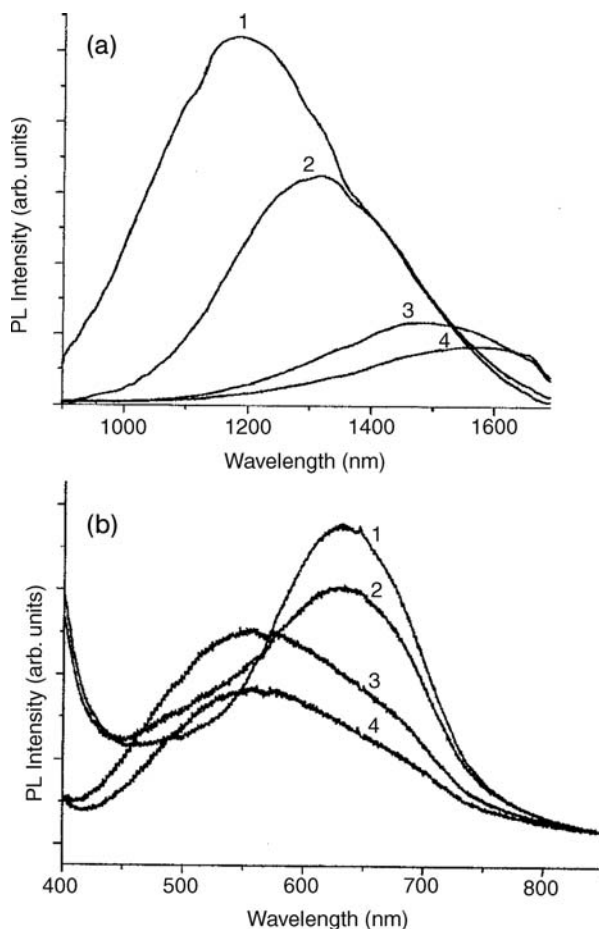 (a)
1
2
3
4
PL Intensity (arb. units)
1000 1200 1400 1600
Wavelength (nm)
(b)
1
2
3
4
PL Intensity (arb. units)
400 500 600 700 800
Wavelength (nm)